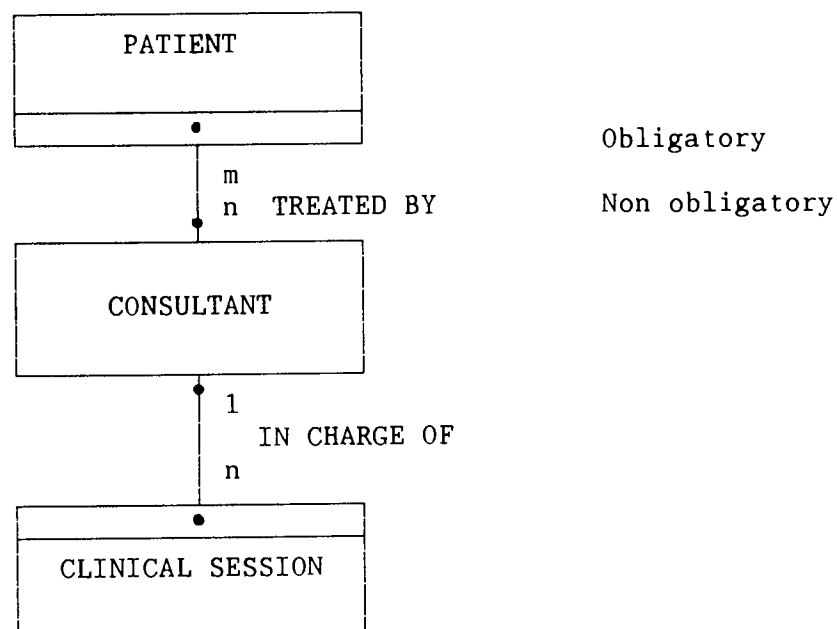 PATIENT
Obligatory
m
n TREATED BY
Non obligatory
CONSULTANT
1
IN CHARGE OF
n
CLINICAL SESSION